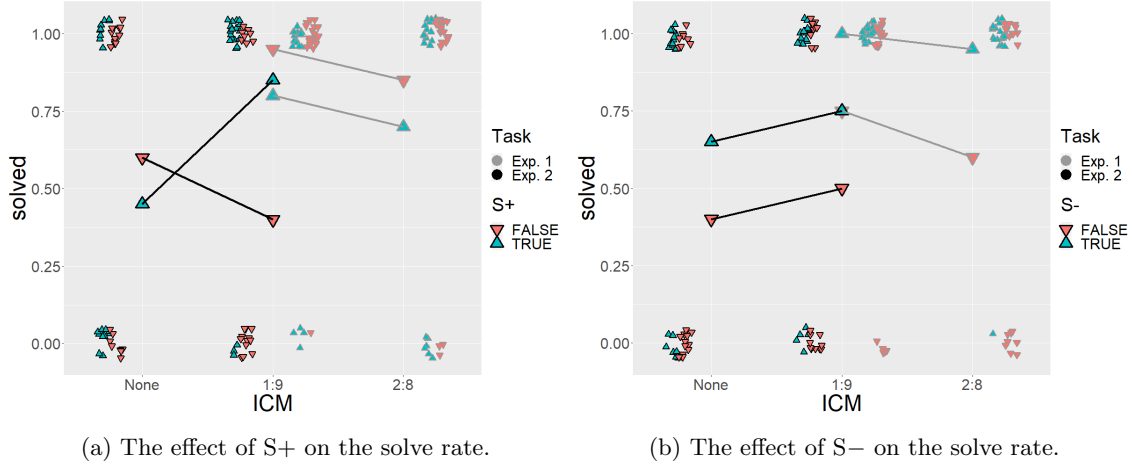 1.00
0.75
0.50
0.25
0.00
solved
None
1:9
2:8
ICM
Task
Exp. 1
Exp. 2
S+
FALSE
TRUE
(a) The effect of S+ on the solve rate.
1.00
0.75
0.50
0.25
0.00
solved
None
1:9
2:8
ICM
Task
Exp. 1
Exp. 2
S-
FALSE
TRUE
(b) The effect of S− on the solve rate.